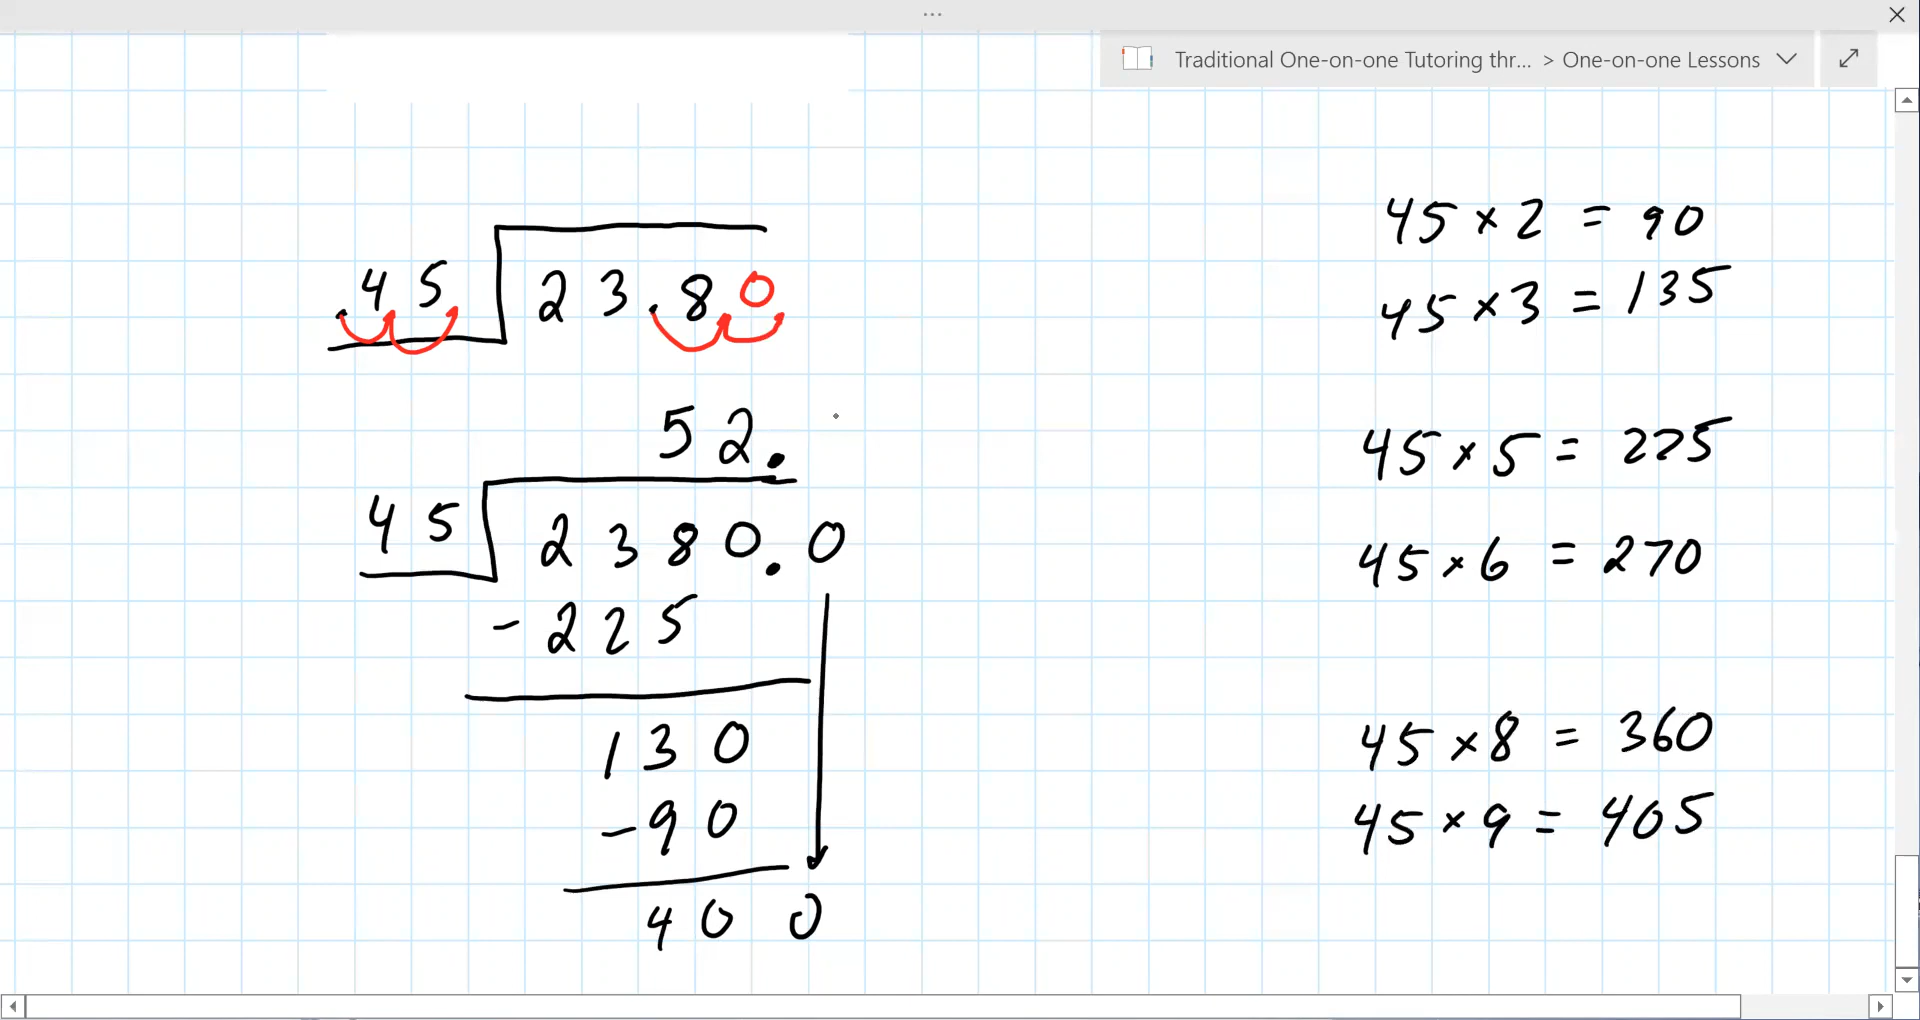 Traditional One-on-one Tutoring thr... > One-on-one Lessons
.45 23.80
52.
45 2380.0
-225
130
-90
400
45 × 2 = 90
45 × 3 = 135
45 × 5 = 225
45 × 6 = 270
45 × 8 = 360
45 × 9 = 405